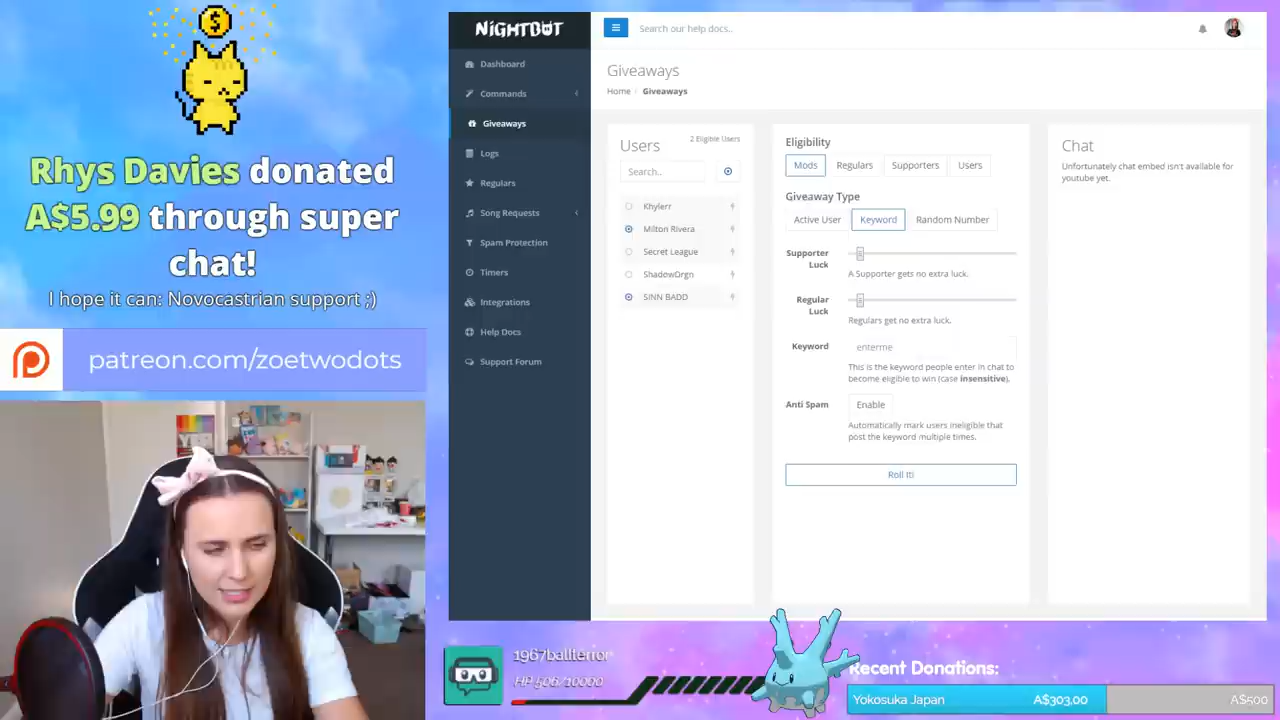 Rhys Davies donated
A$5.99 through super
chat!
I hope it can: Novocastrian support ;)
patreon.com/zoetwodots
NiGHTBOT
Dashboard
Commands
Giveaways
Logs
Regulars
Song Requests
Spam Protection
Timers
Integrations
Help Docs
Support Forum
Search our help docs..
Giveaways
Home / Giveaways
Users
2 Eligible Users
Search..
Khylerr
Milton Rivera
Secret League
ShadowDrgn
SINN BADD
Eligibility
Mods Regulars Supporters Users
Giveaway Type
Active User Keyword Random Number
Supporter
Luck
A Supporter gets no extra luck.
Regular
Luck
Regulars get no extra luck.
Keyword
enterme
This is the keyword people enter in chat to
become eligible to win (case insensitive).
Anti Spam
Enable
Automatically mark users ineligible that
post the keyword multiple times.
Roll It!
Chat
Unfortunately chat embed isn't available for
youtube yet.
1967ballterror
HP 506/10000
Recent Donations:
Yokosuka Japan A$303.00 A$500